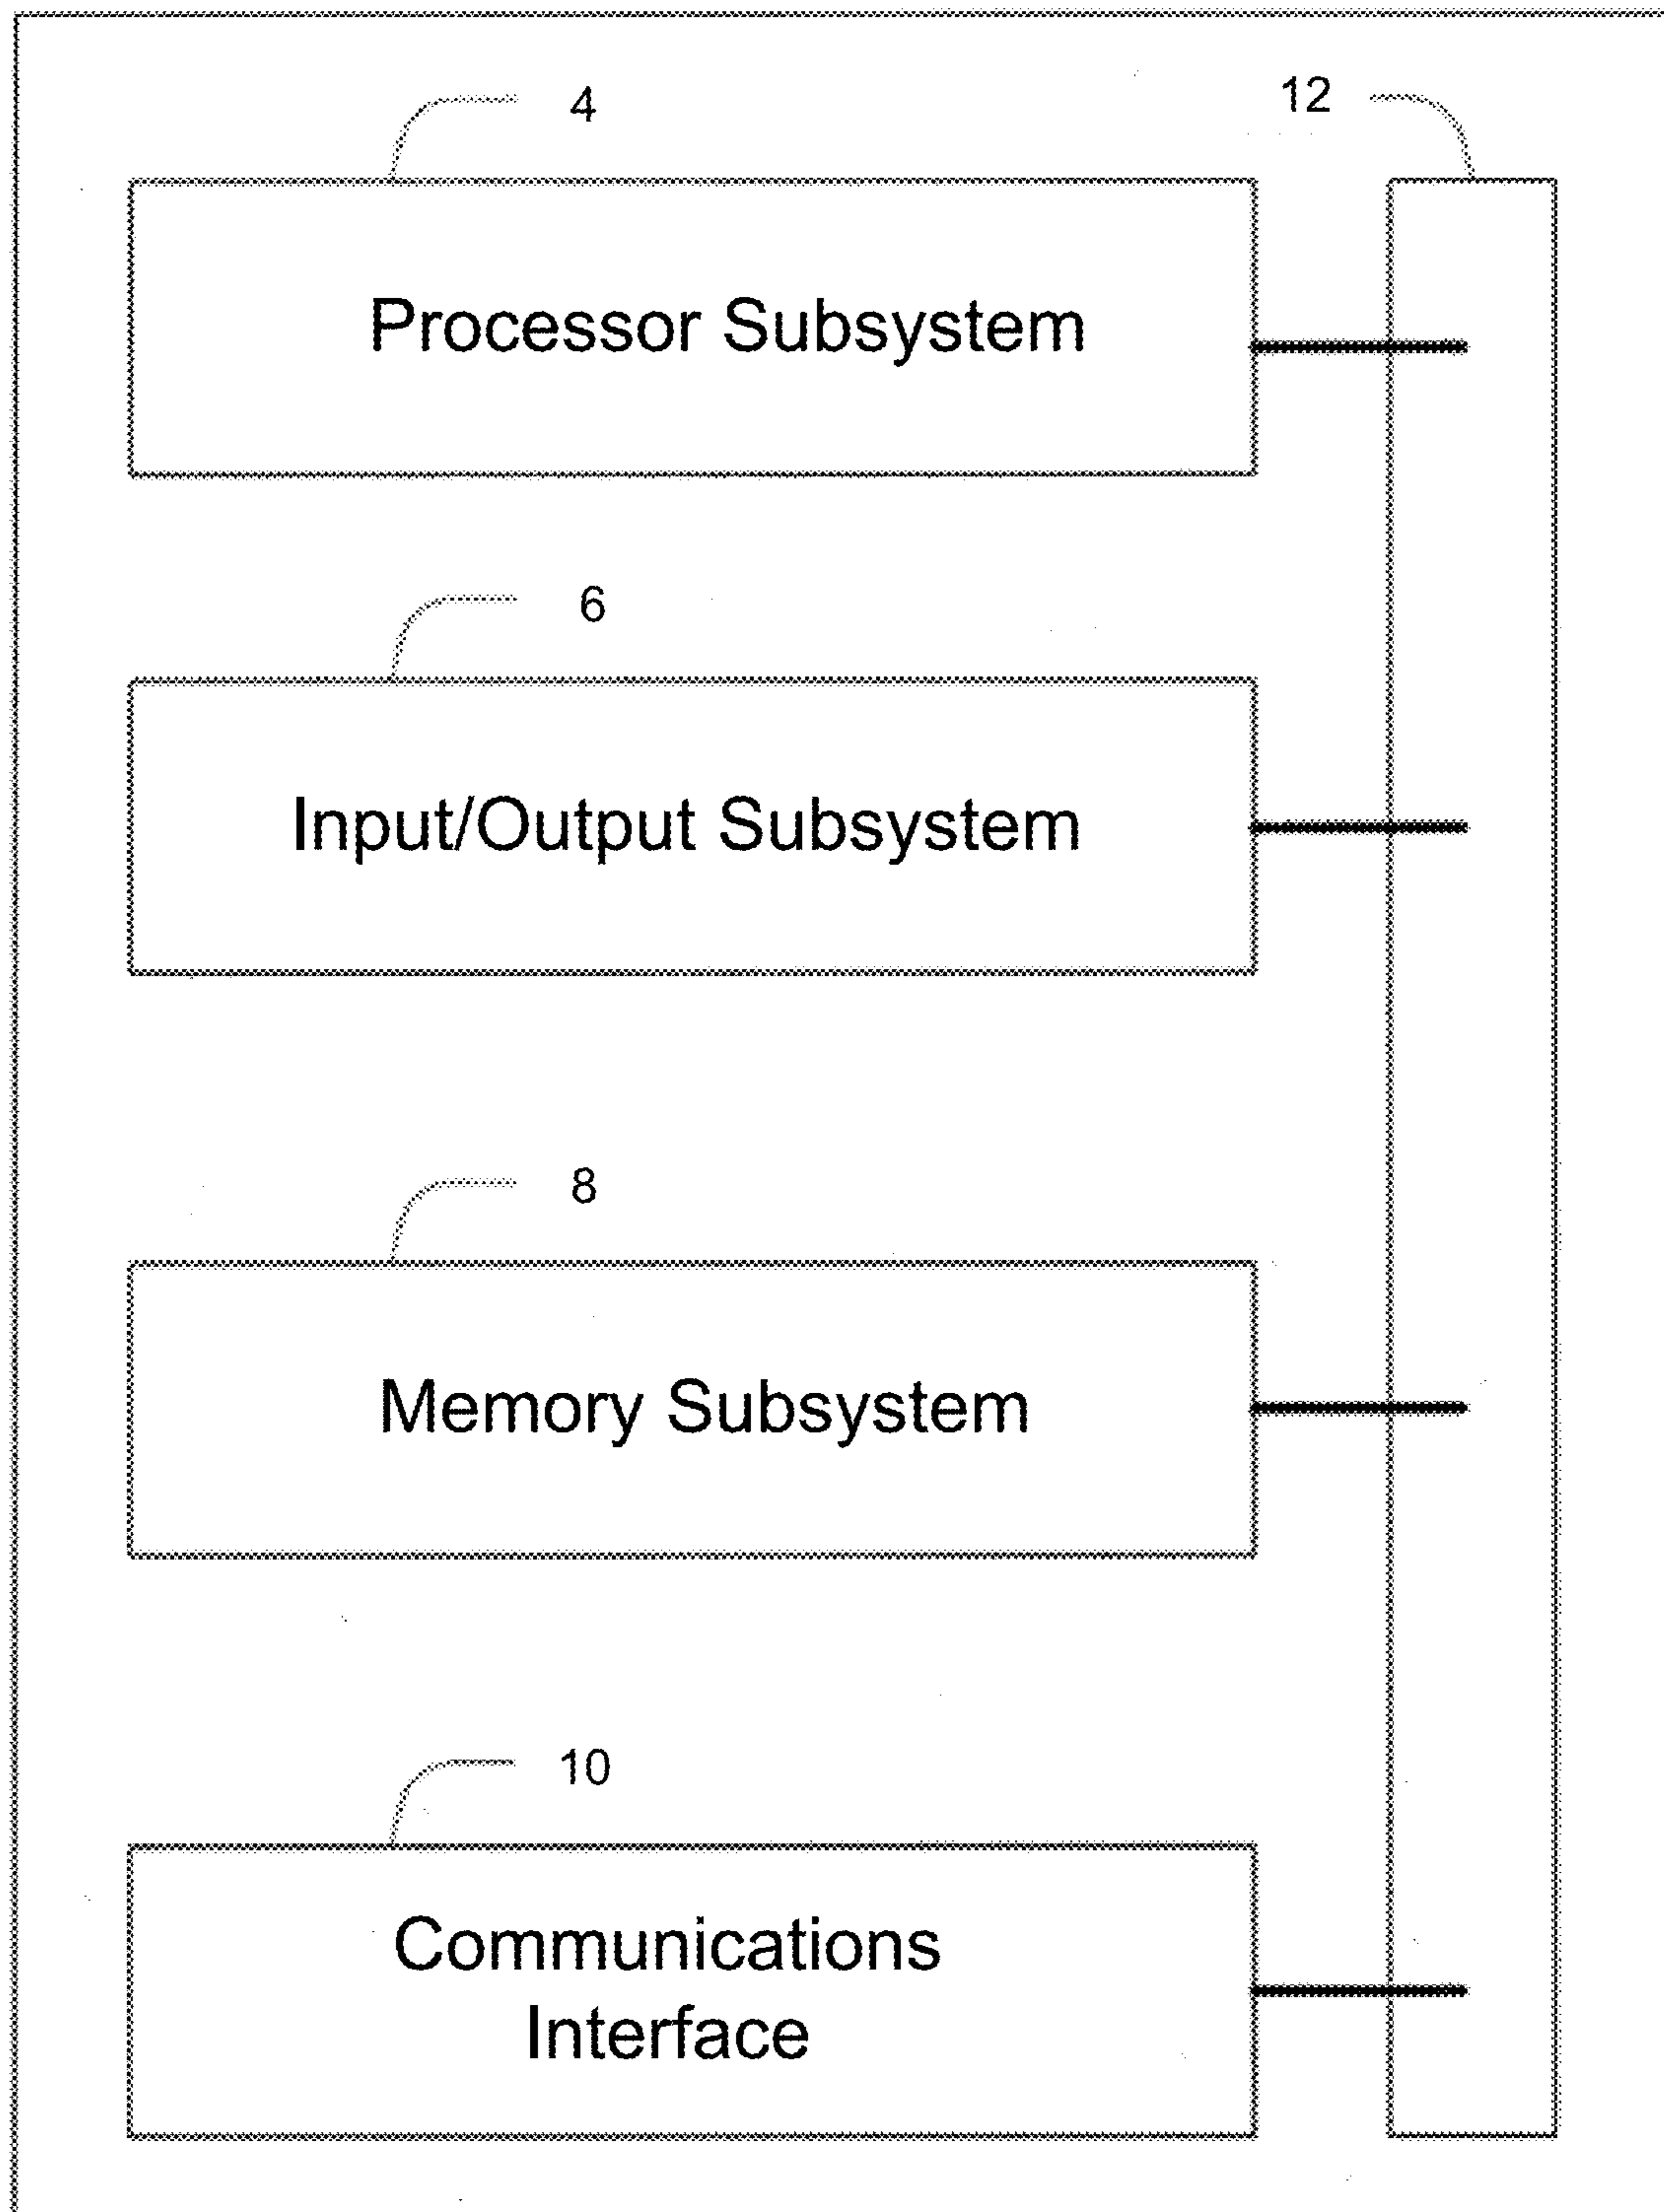 4
12
Processor Subsystem
6
Input/Output Subsystem
8
Memory Subsystem
10
Communications
Interface